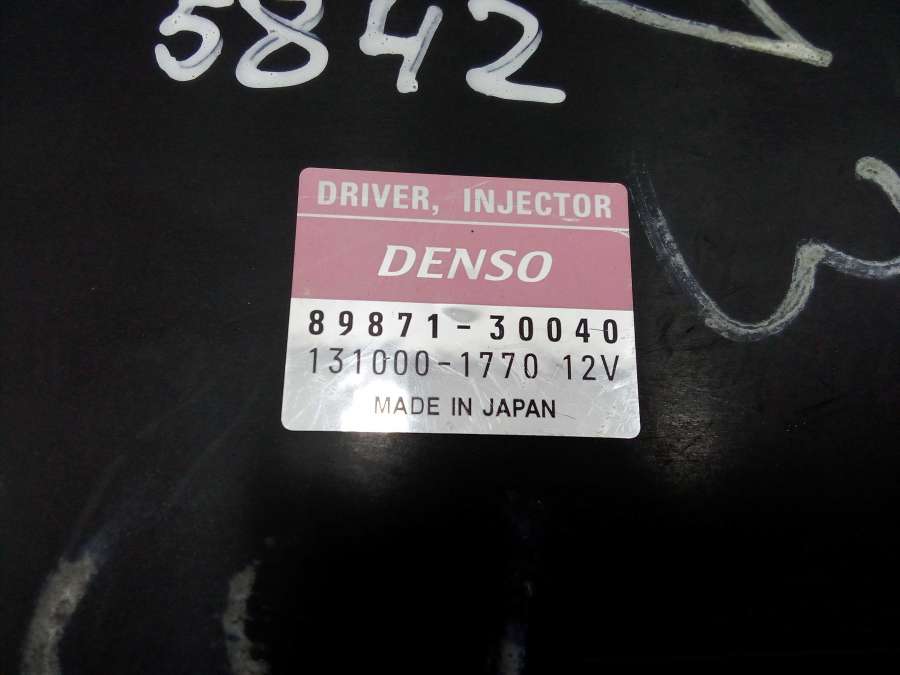 5842
DRIVER, INJECTOR
DENSO
89871-30040
131000-1770 12V
MADE IN JAPAN